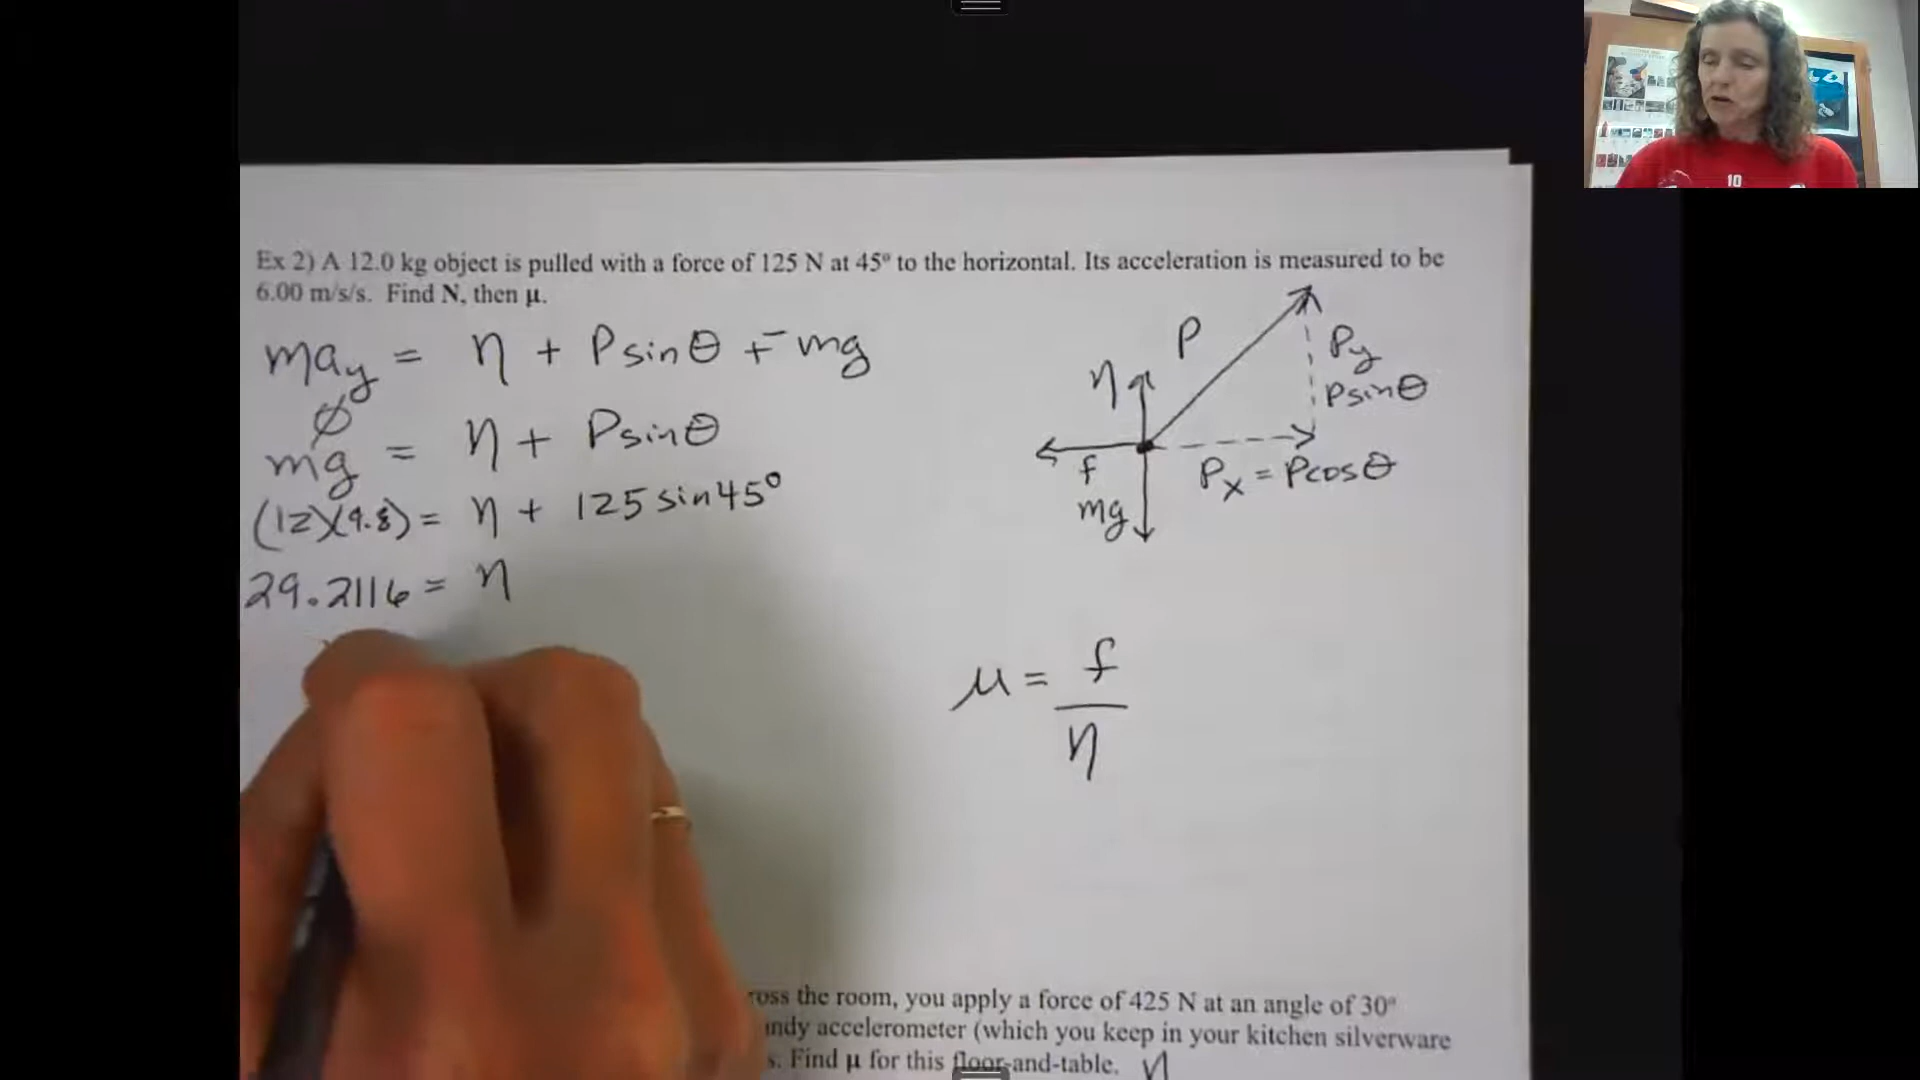 Ex 2) A 12.0 kg object is pulled with a force of 125 N at 45° to the horizontal. Its acceleration is measured to be
6.00 m/s/s. Find N, then μ.
may = η + Psinθ + -mg
∅
mg = η + Psinθ
(12)(9.8) = η + 125 sin45°
29.2116 = η
P
Py
Psinθ
η
f
Px = Pcosθ
mg
μ = f
η
ross the room, you apply a force of 425 N at an angle of 30°
andy accelerometer (which you keep in your kitchen silverware
s. Find μ for this floor-and-table. η
10